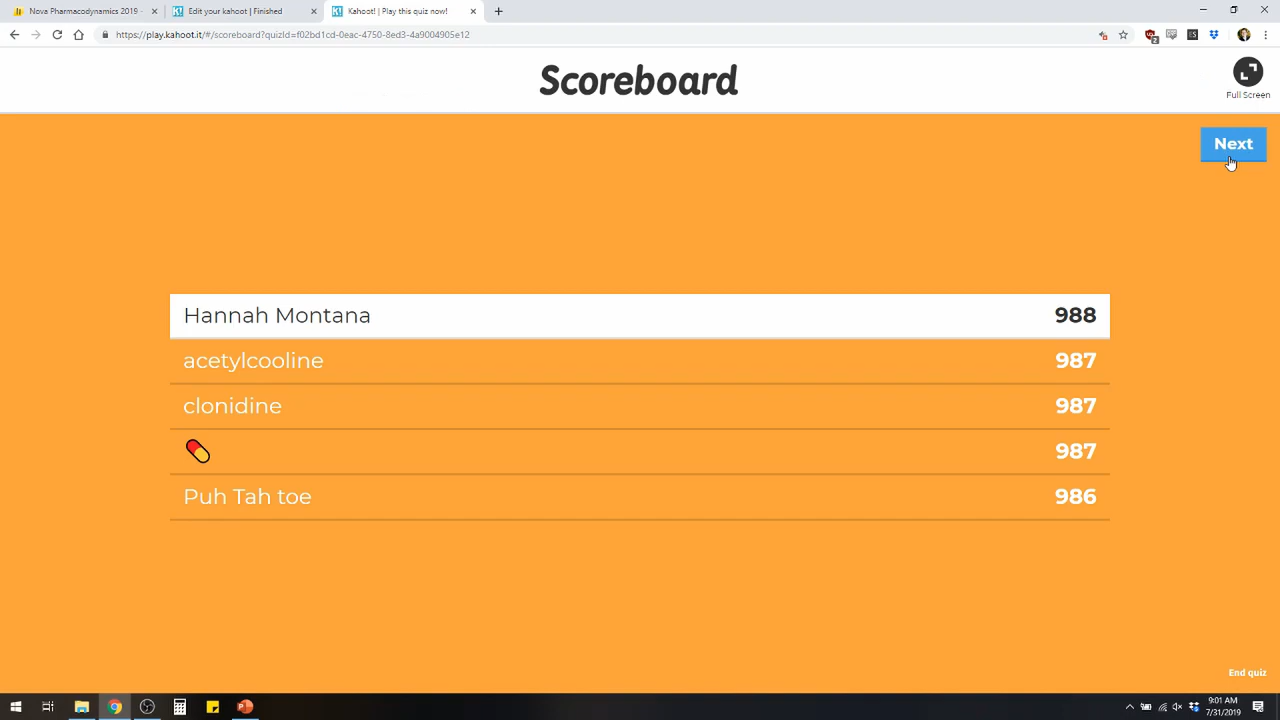 Nova Pharmacodynamics 2019 -
Edit your kahoot | Finished
Kahoot! | Play this quiz now!
https://play.kahoot.it/#/scoreboard?quizId=f02bd1cd-0eac-4750-8ed3-4a9004905e12
Scoreboard
Full Screen
Next
Hannah Montana 988
acetylcooline 987
clonidine 987
987
Puh Tah toe 986
End quiz
9:01 AM
7/31/2019